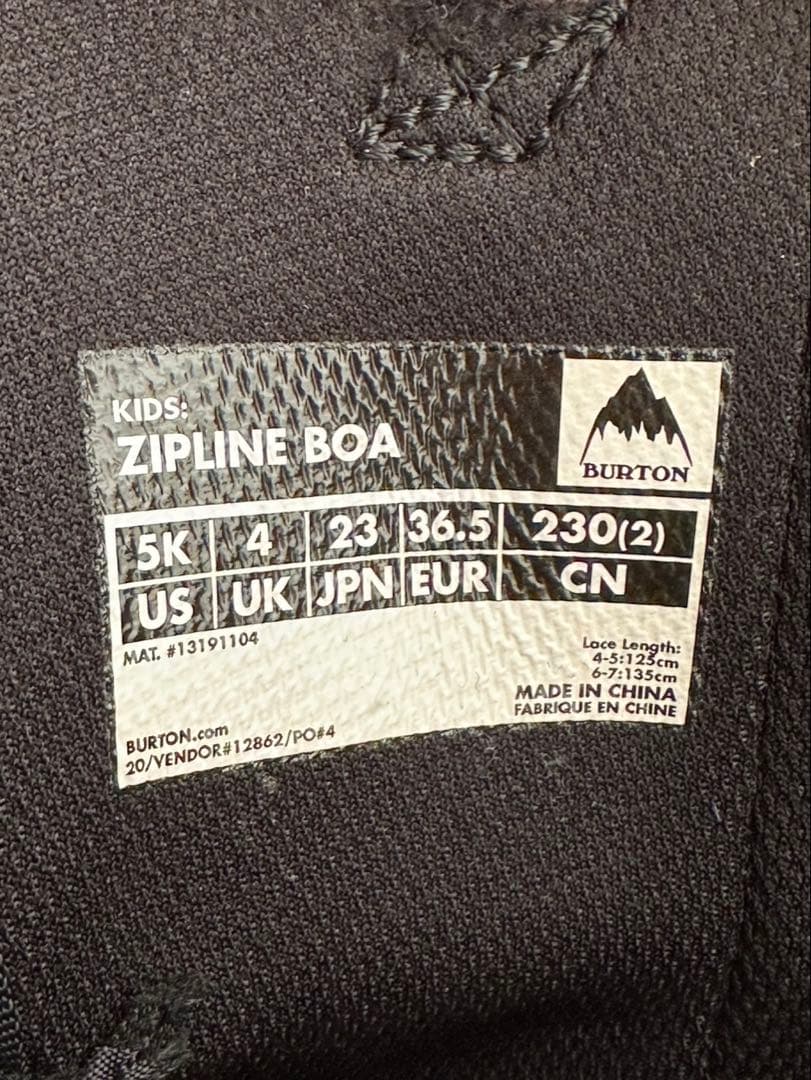 KIDS:
ZIPLINE BOA
BURTON
5K 4 23 36.5 230(2)
US UK JPN EUR CN
MAT. #13191104
Lace Length:
4-5:125cm
6-7:135cm
MADE IN CHINA
FABRIQUE EN CHINE
BURTON.com
20/VENDOR#12862/PO#4